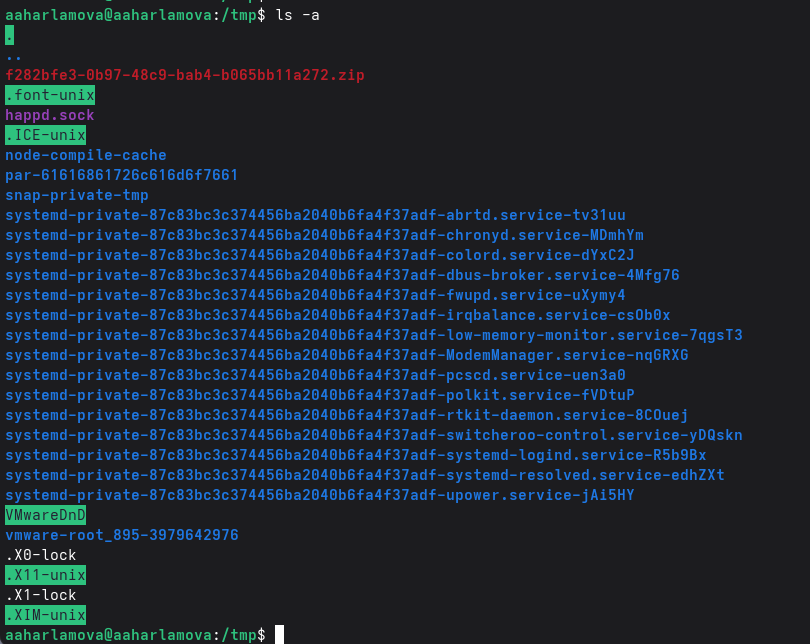 aaharlamova@aaharlamova:/tmp$ ls -a
.
..
f282bfe3-0b97-48c9-bab4-b065bb11a272.zip
.font-unix
happd.sock
.ICE-unix
node-compile-cache
par-61616861726c616d6f7661
snap-private-tmp
systemd-private-87c83bc3c374456ba2040b6fa4f37adf-abrtd.service-tv31uu
systemd-private-87c83bc3c374456ba2040b6fa4f37adf-chronyd.service-MDmhYm
systemd-private-87c83bc3c374456ba2040b6fa4f37adf-colord.service-dYxC2J
systemd-private-87c83bc3c374456ba2040b6fa4f37adf-dbus-broker.service-4Mfg76
systemd-private-87c83bc3c374456ba2040b6fa4f37adf-fwupd.service-uXymy4
systemd-private-87c83bc3c374456ba2040b6fa4f37adf-irqbalance.service-csOb0x
systemd-private-87c83bc3c374456ba2040b6fa4f37adf-low-memory-monitor.service-7qgsT3
systemd-private-87c83bc3c374456ba2040b6fa4f37adf-ModemManager.service-nqGRXG
systemd-private-87c83bc3c374456ba2040b6fa4f37adf-pcscd.service-uen3a0
systemd-private-87c83bc3c374456ba2040b6fa4f37adf-polkit.service-fVDtuP
systemd-private-87c83bc3c374456ba2040b6fa4f37adf-rtkit-daemon.service-8COuej
systemd-private-87c83bc3c374456ba2040b6fa4f37adf-switcheroo-control.service-yDQskn
systemd-private-87c83bc3c374456ba2040b6fa4f37adf-systemd-logind.service-R5b9Bx
systemd-private-87c83bc3c374456ba2040b6fa4f37adf-systemd-resolved.service-edhZXt
systemd-private-87c83bc3c374456ba2040b6fa4f37adf-upower.service-jAi5HY
VMwareDnD
vmware-root_895-3979642976
.X0-lock
.X11-unix
.X1-lock
.XIM-unix
aaharlamova@aaharlamova:/tmp$